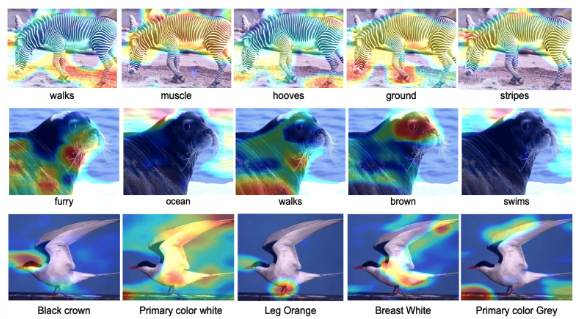 walks muscle hooves ground stripes
furry ocean walks brown swims
Black crown Primary color white Leg Orange Breast White Primary color Grey